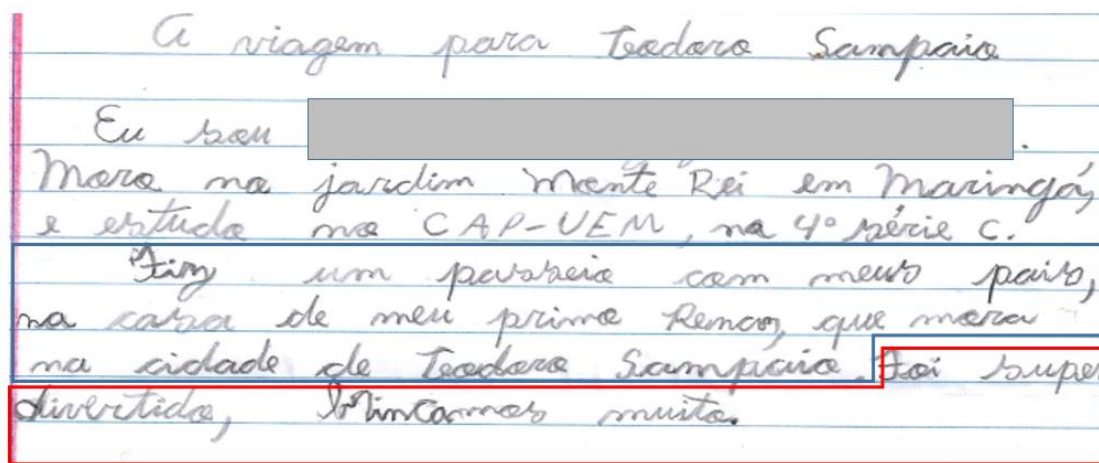 A viagem para Teodoro Sampaio
Eu sou .
Moro no jardim Monte Rei em Maringá,
e estudo no CAP-UEM, na 4º série C.
Fiz um passeio com meus pais,
na casa de meu primo, que mora
na cidade de Teodoro Sampaio. Foi super
divertido, brincamos muito.